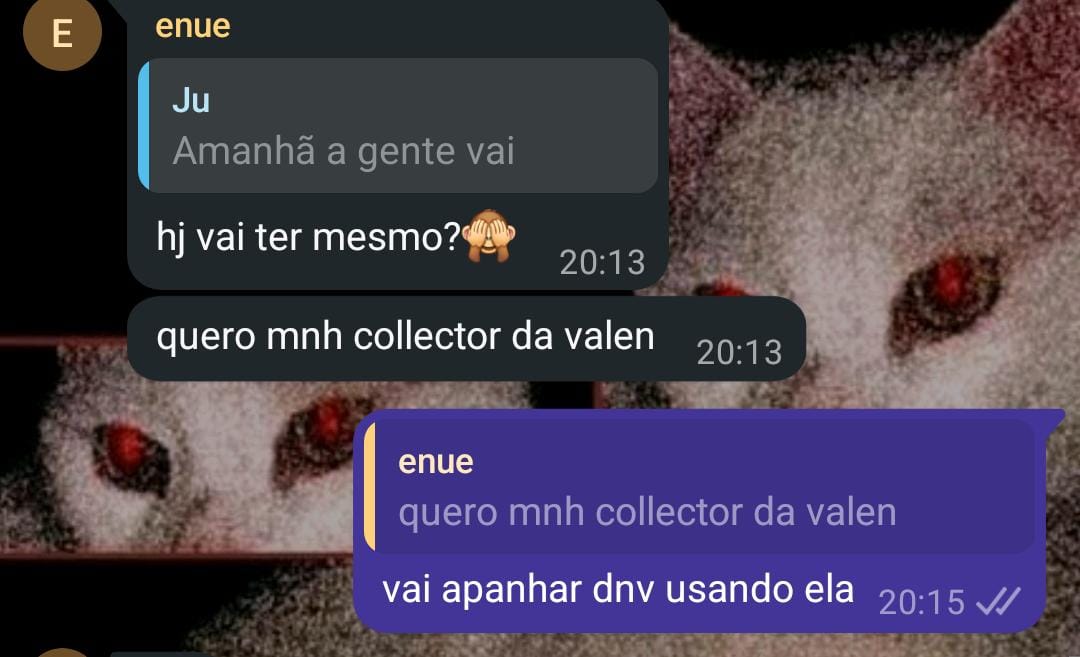 E
enue
Ju
Amanhã a gente vai
hj vai ter mesmo?🙈
20:13
quero mnh collector da valen
20:13
enue
quero mnh collector da valen
vai apanhar dnv usando ela
20:15